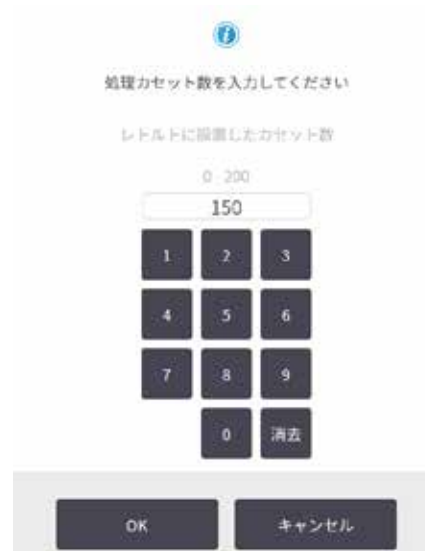 処理カセット数を入力してください
レトルトに設置したカセット数
0 200
150
1 2 3
4 5 6
7 8 9
0 消去
OK キャンセル